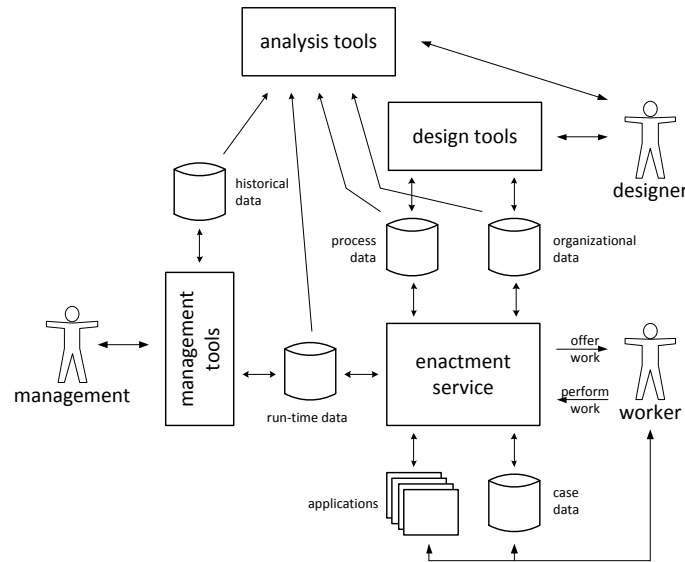 analysis tools
design tools
designer
historical
data
process
data
organizational
data
management
management
tools
run-time data
enactment
service
offer
work
perform
work
worker
applications
case
data